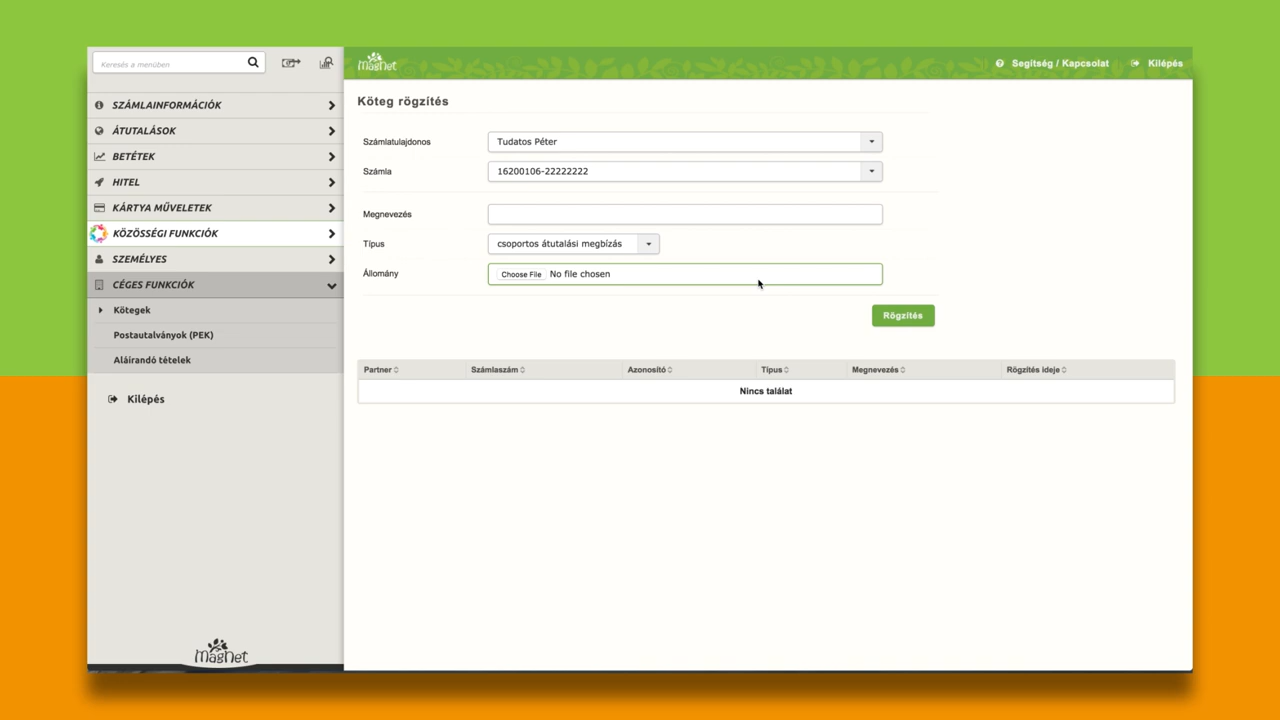 Keresés a menüben
SZÁMLAINFORMÁCIÓK
ÁTUTALÁSOK
BETÉTEK
HITEL
KÁRTYA MŰVELETEK
KÖZÖSSÉGI FUNKCIÓK
SZEMÉLYES
CÉGES FUNKCIÓK
Kötegek
Postautalványok (PEK)
Aláirandó tételek
Kilépés
MagNet
MagNet
Segítség / Kapcsolat
Kilépés
Köteg rögzítés
Számlatulajdonos
Tudatos Péter
Számla
16200106-22222222
Megnevezés
Típus
csoportos átutalási megbízás
Állomány
Choose File No file chosen
Rögzítés
Partner Számlaszám Azonosító Típus Megnevezés Rögzítés ideje
Nincs találat